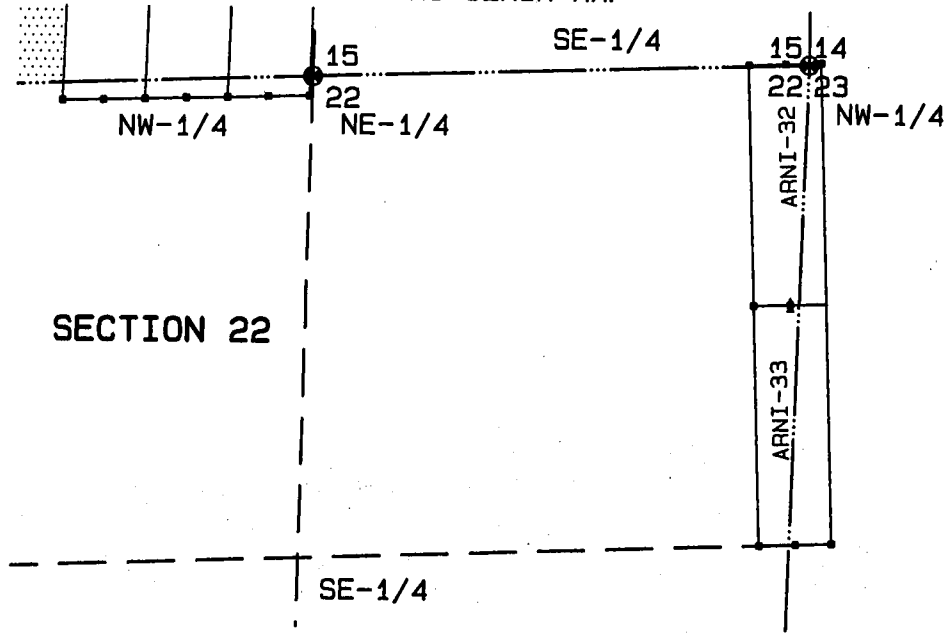 SE-1/4
15
15 14
22
22 23
NW-1/4
NE-1/4
NW-1/4
ARNI-32
SECTION 22
ARNI-33
SE-1/4